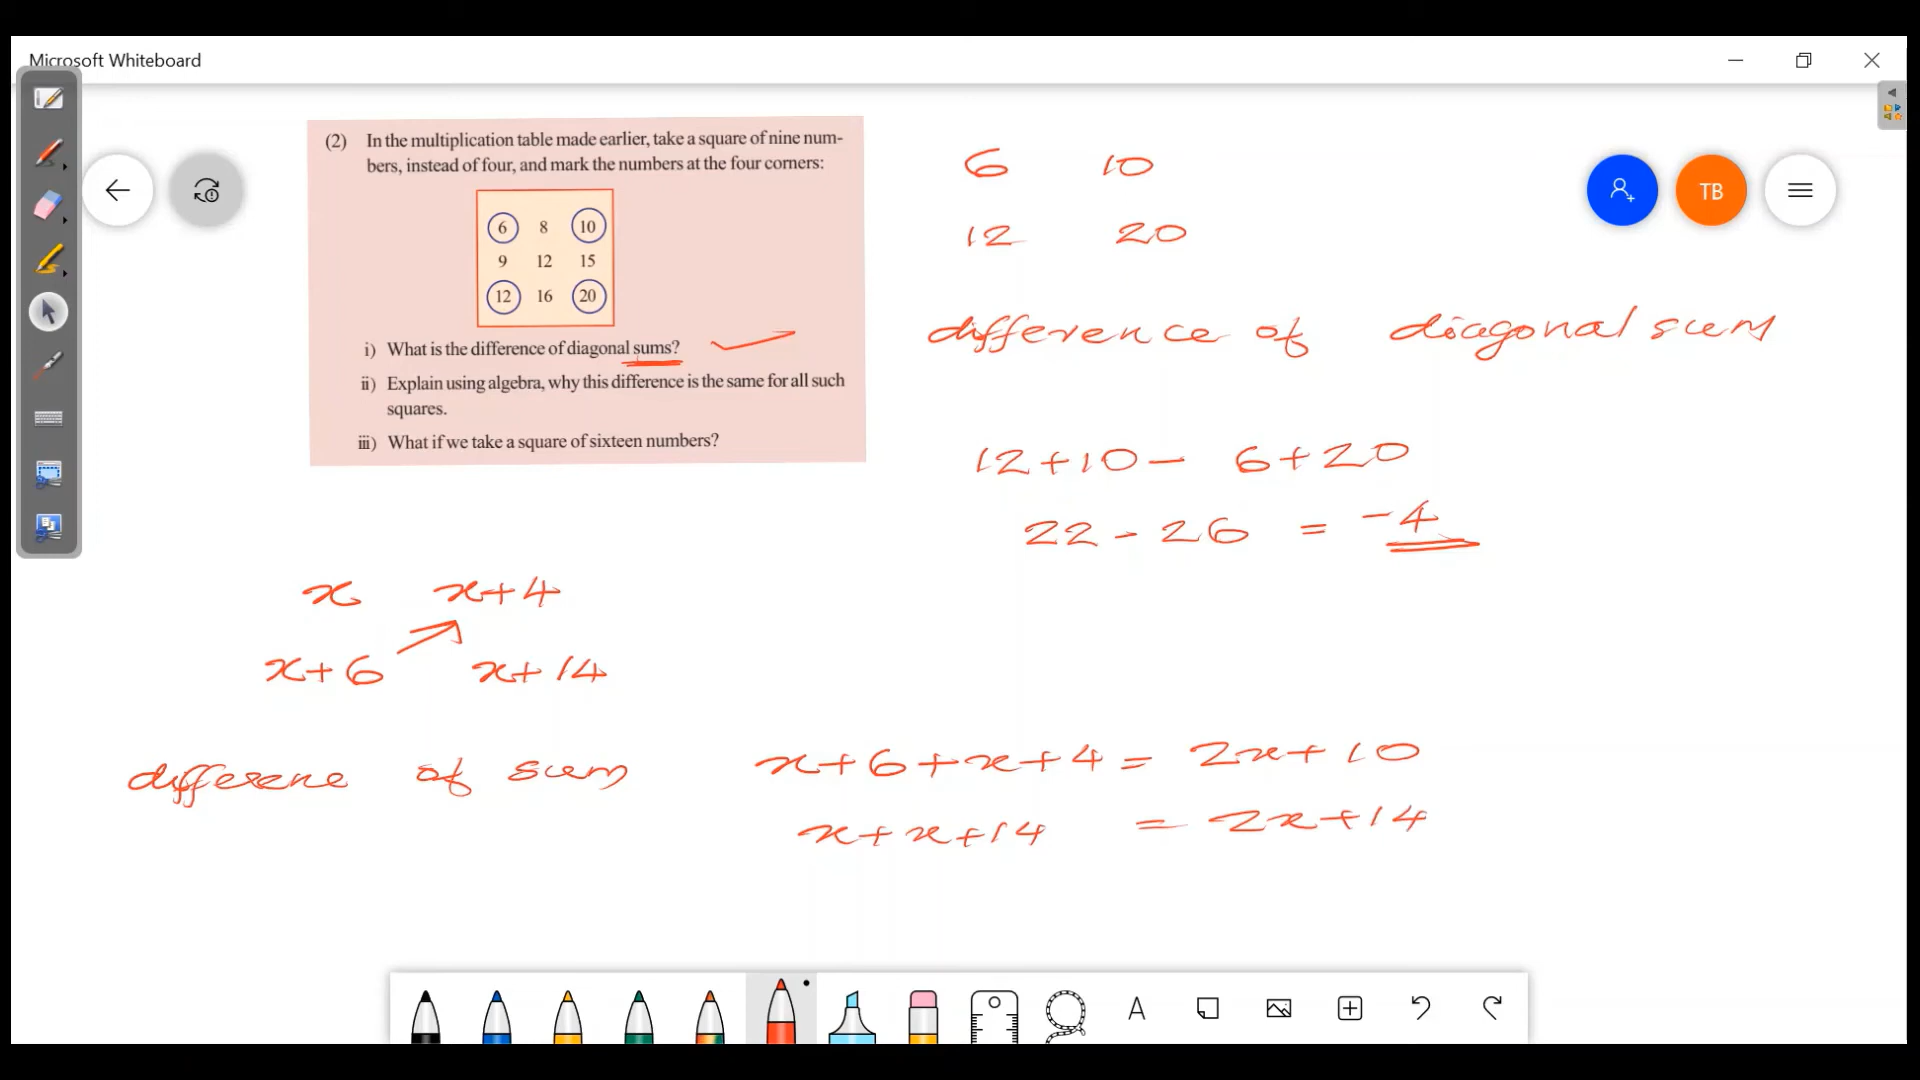 Microsoft Whiteboard
(2) In the multiplication table made earlier, take a square of nine num-
bers, instead of four, and mark the numbers at the four corners:
6 8 10
9 12 15
12 16 20
i) What is the difference of diagonal sums?
ii) Explain using algebra, why this difference is the same for all such
squares.
iii) What if we take a square of sixteen numbers?
6 10
12 20
TB
difference of diagonal sum
12+10- 6+20
22-26 = -4
x x+4
x+6 x+14
differene of sum
x+6+x+4= 2x+10
x+x+14 = 2x+14
A